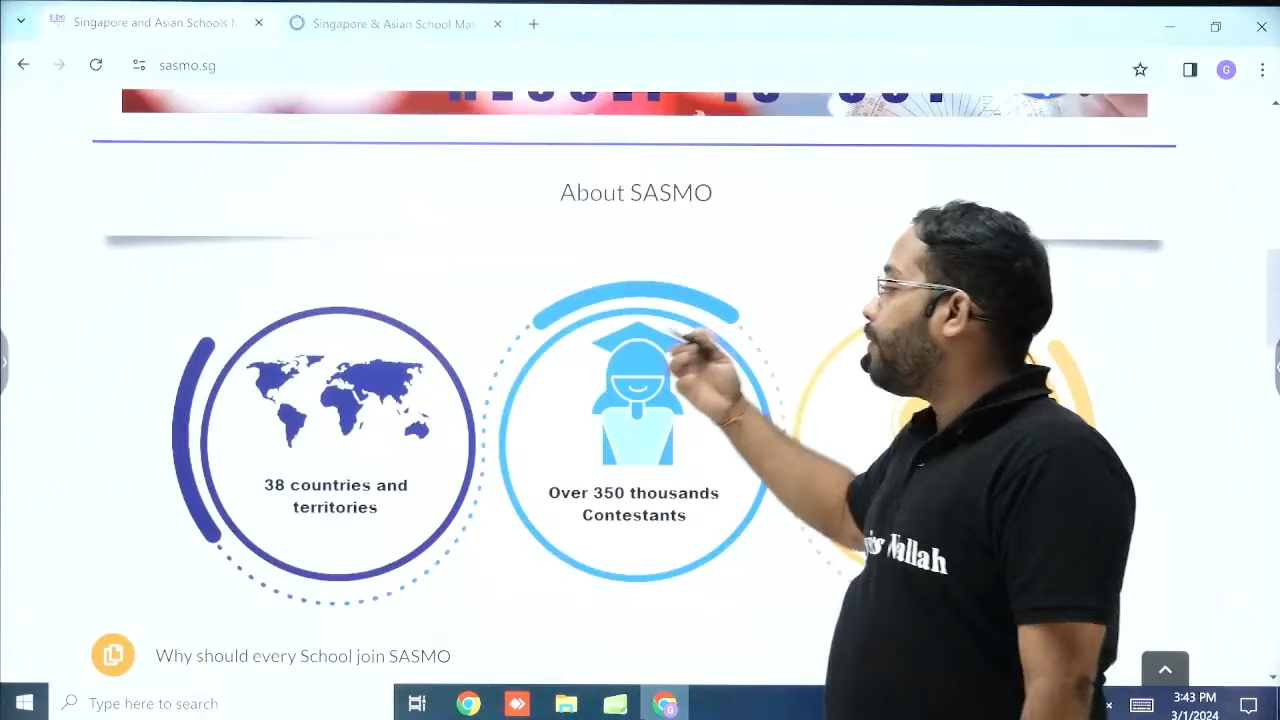 Singapore and Asian Schools
Singapore & Asian School Mat
sasmo.sg
G
About SASMO
38 countries and
territories
Over 350 thousands
Contestants
Wallah
Why should every School join SASMO
Type here to search
3:43 PM
3/1/2024